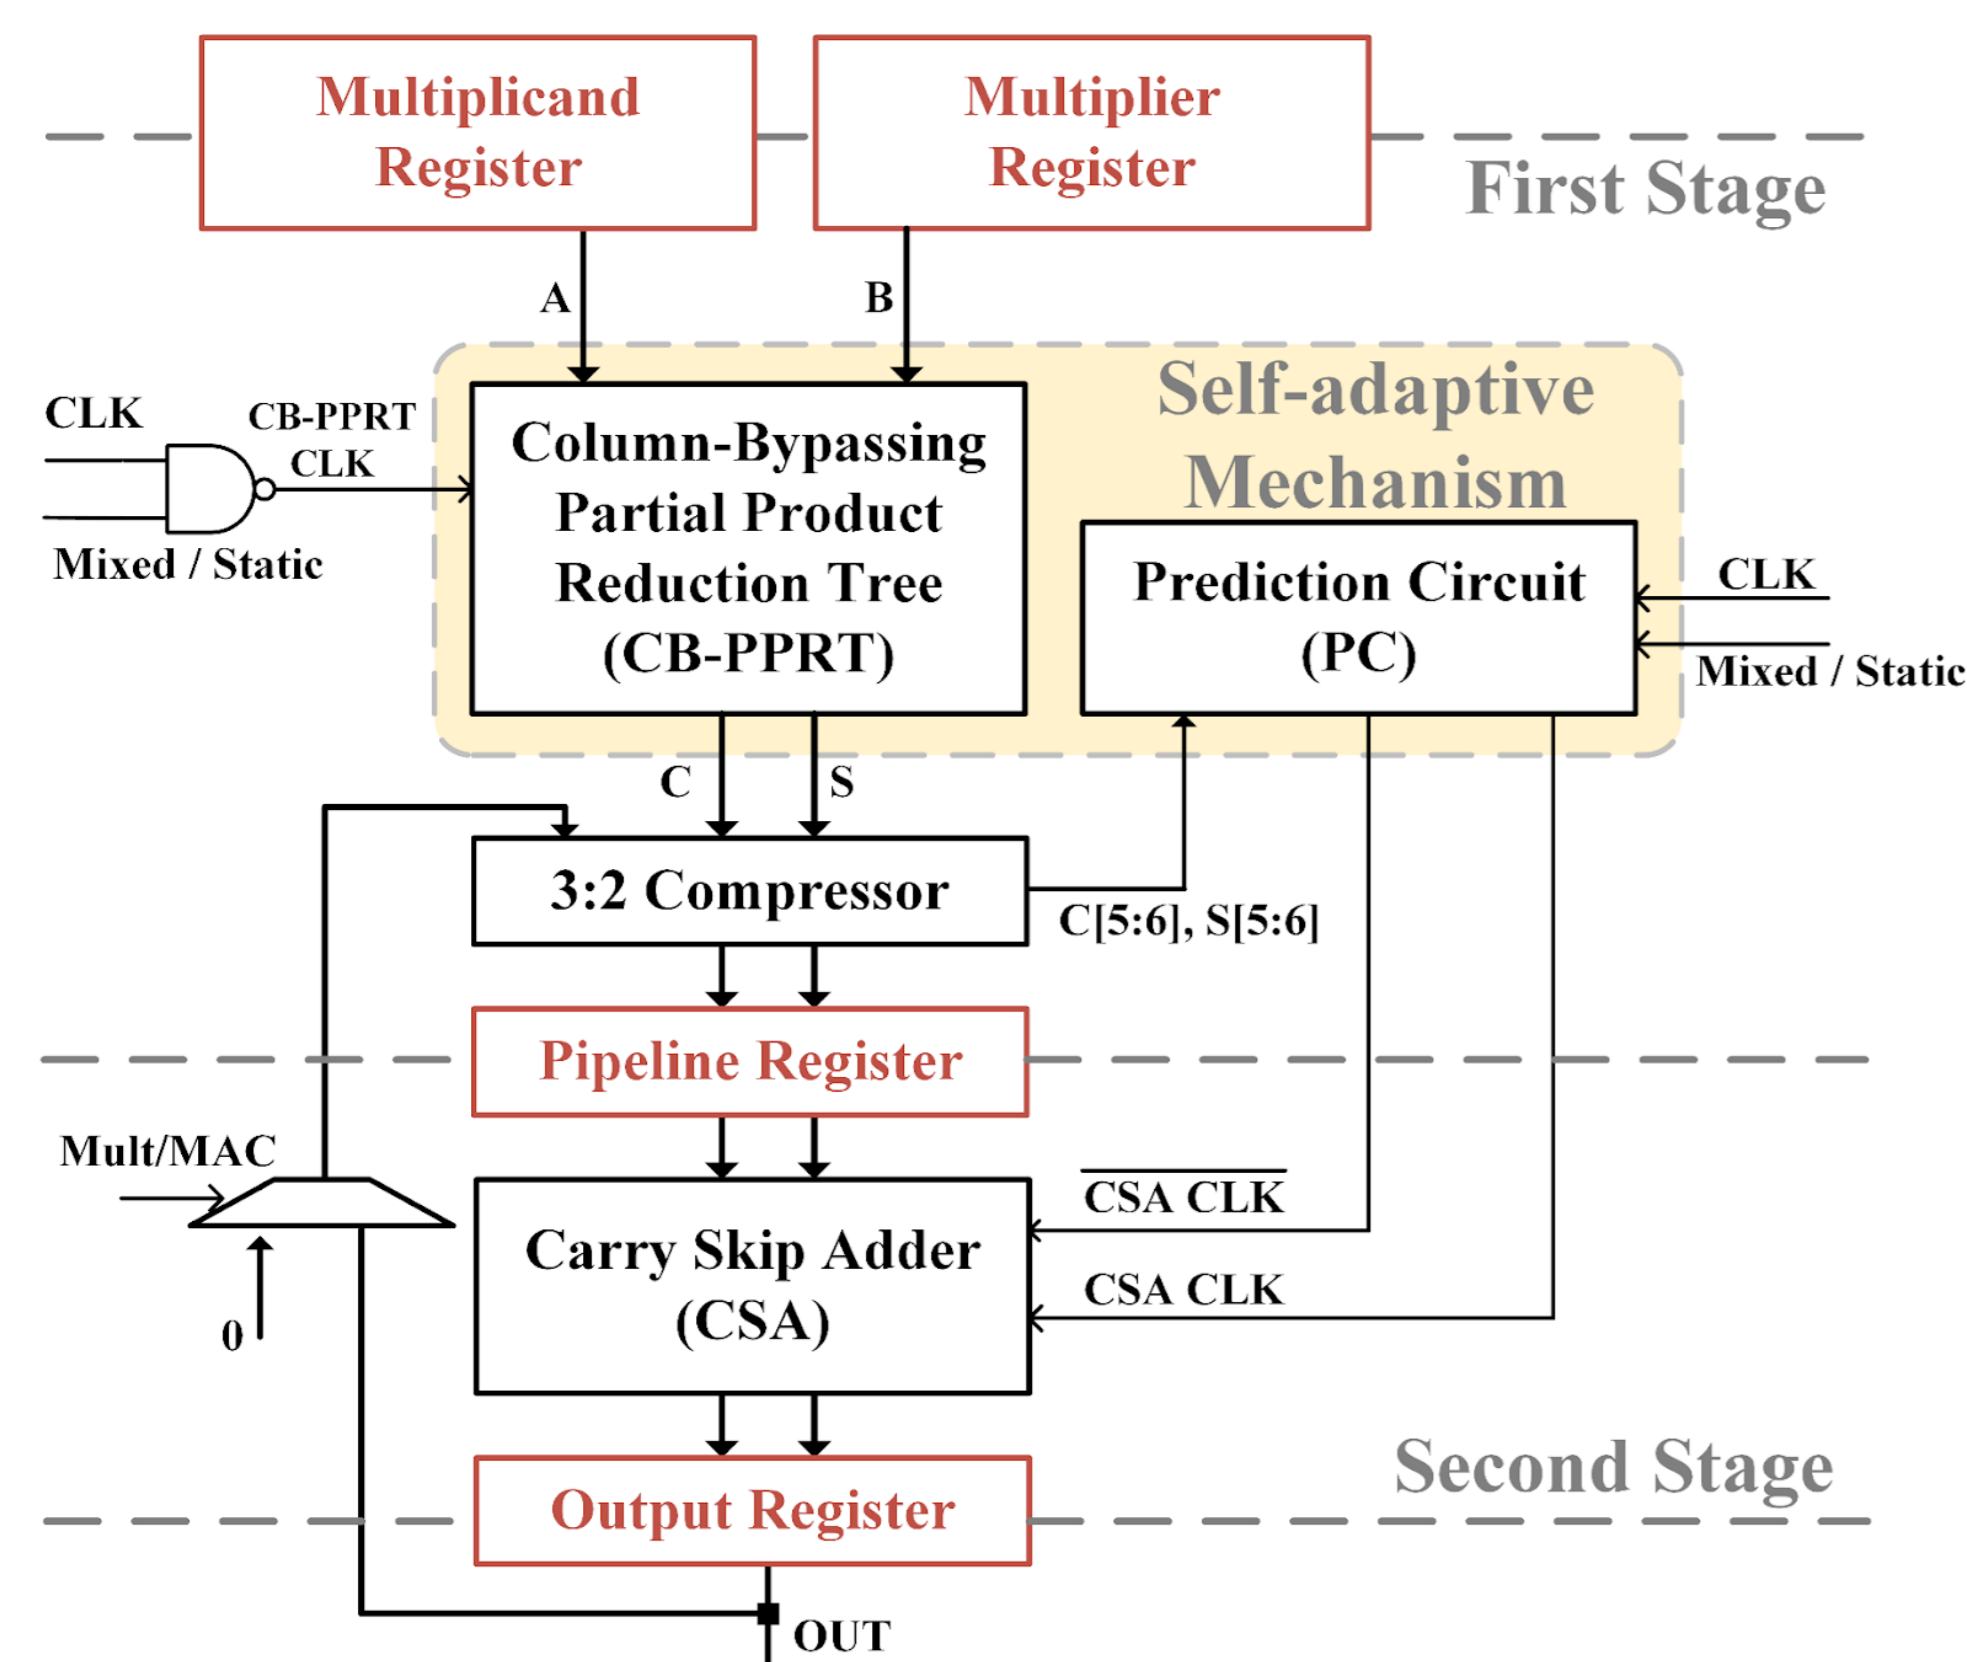 Multiplicand
Register
Multiplier
Register
First Stage
A
B
Self-adaptive
Mechanism
CLK
CB-PPRT
CLK
Mixed / Static
Column-Bypassing
Partial Product
Reduction Tree
(CB-PPRT)
Prediction Circuit
(PC)
CLK
Mixed / Static
C
S
3:2 Compressor
C[5:6], S[5:6]
Pipeline Register
Mult/MAC
0
Carry Skip Adder
(CSA)
CSA CLK
CSA CLK
Second Stage
Output Register
OUT